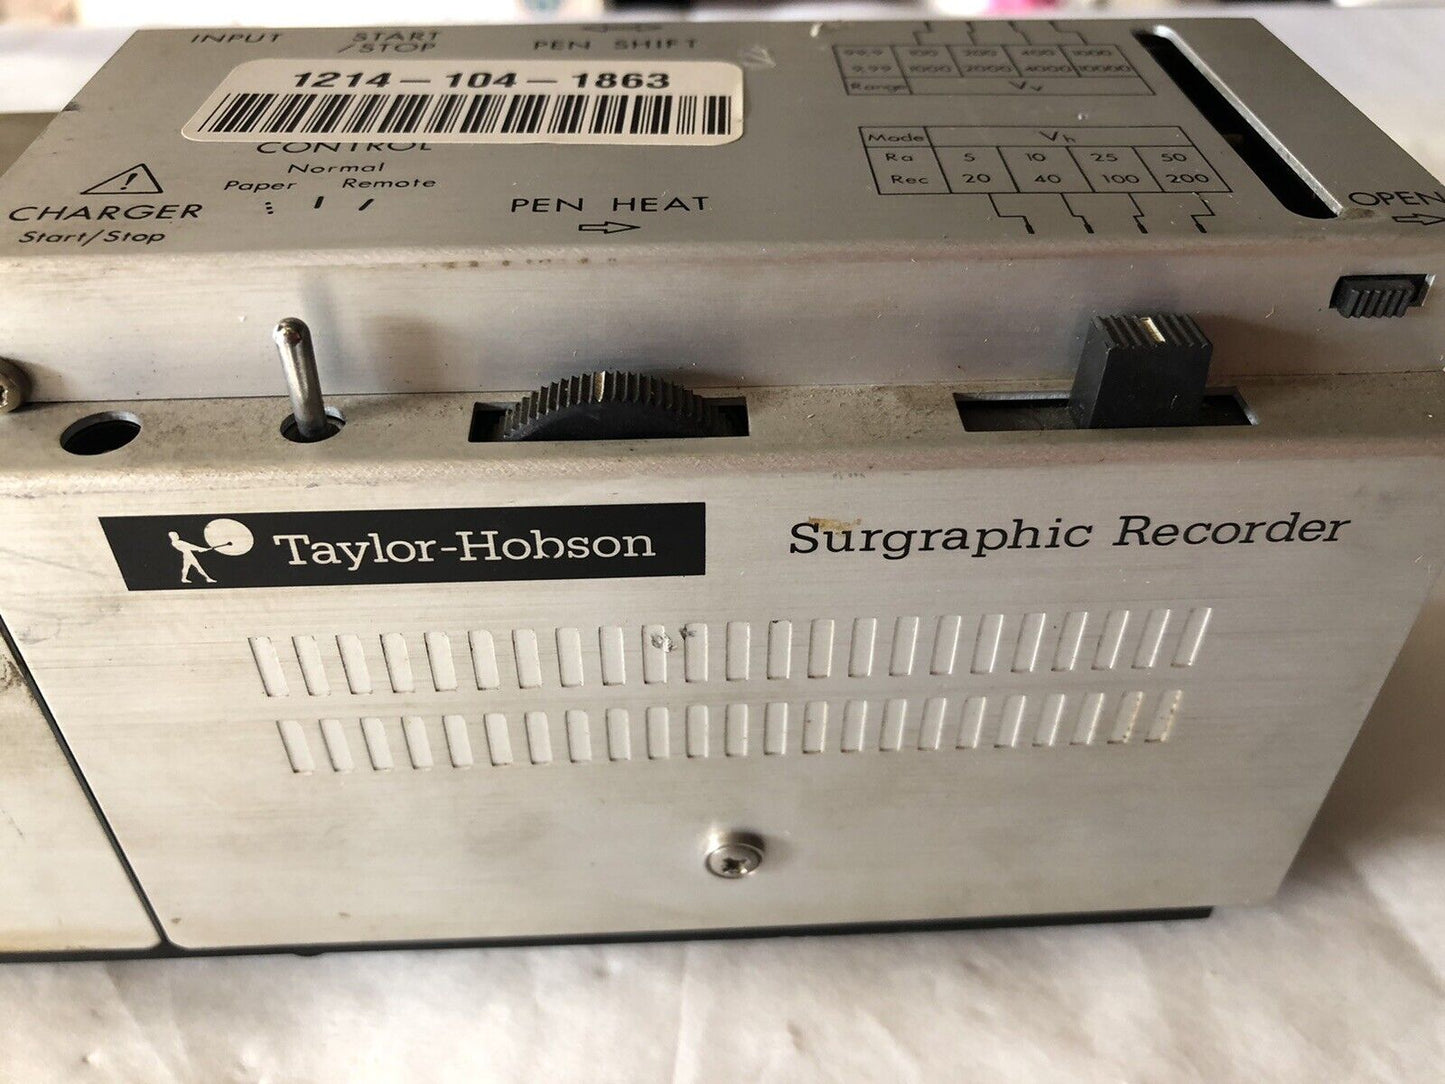 INPUT
START
/STOP
PEN SHIFT
1214-104-1863
CONTROL
Normal
Paper Remote
CHARGER
Start/Stop
PEN HEAT
99.9 100 200 400 1000
9.99 1000 2000 4000 10000
Range Vv
Mode Vh
Ra 5 10 25 50
Rec 20 40 100 200
OPEN
Taylor-Hobson
Surgraphic Recorder